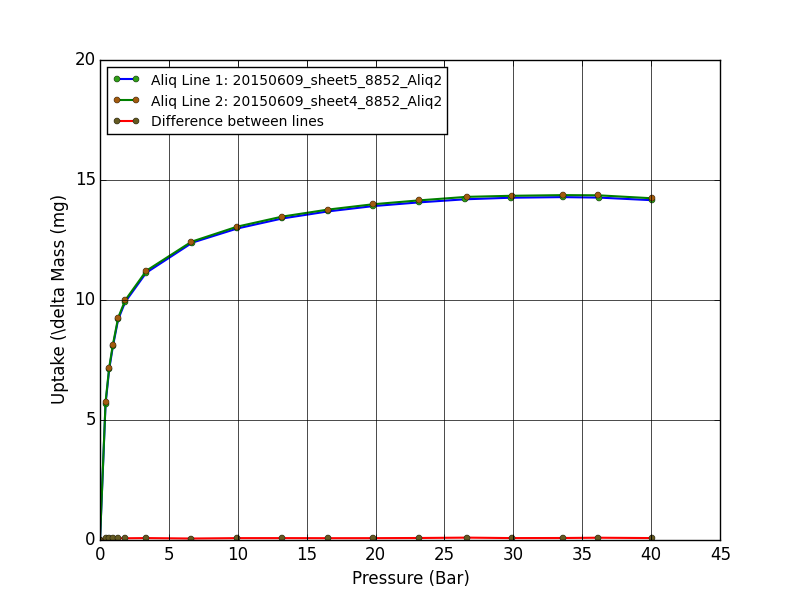 Aliq Line 1: 20150609_sheet5_8852_Aliq2
Aliq Line 2: 20150609_sheet4_8852_Aliq2
Difference between lines
20
15
10
5
0
Uptake (\delta Mass (mg)
0 5 10 15 20 25 30 35 40 45
Pressure (Bar)